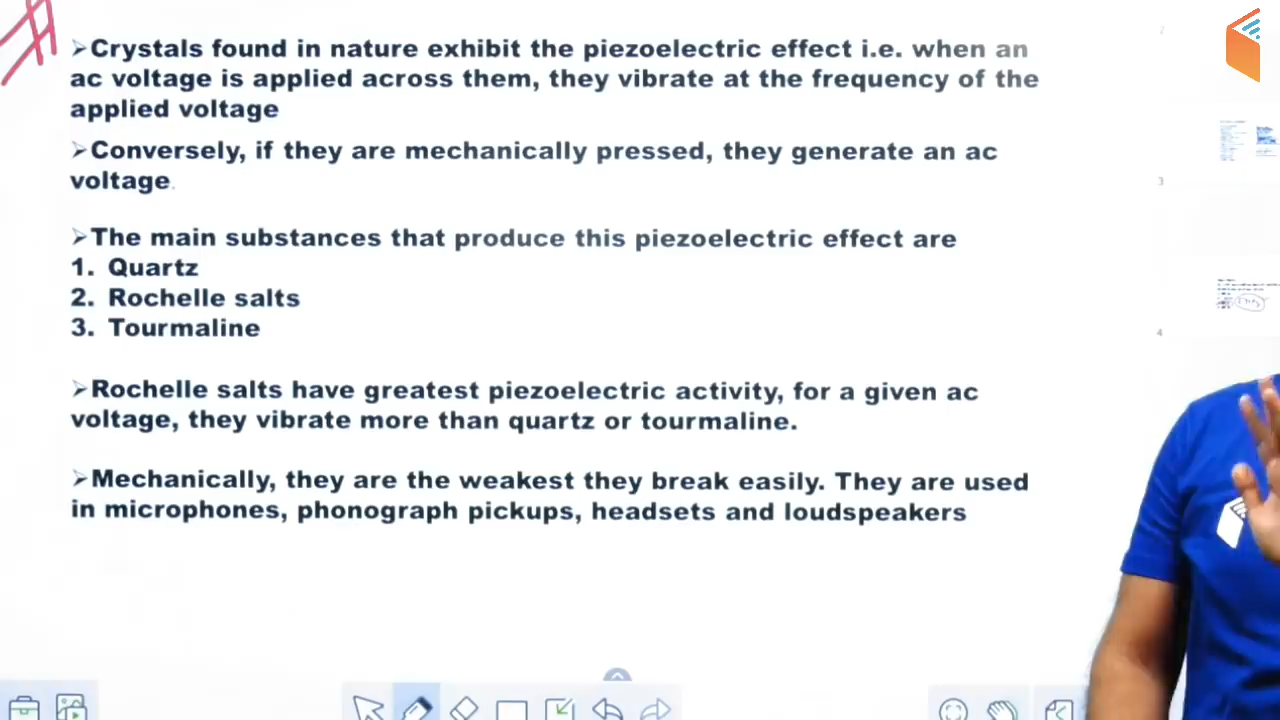 ➢Crystals found in nature exhibit the piezoelectric effect i.e. when an
ac voltage is applied across them, they vibrate at the frequency of the
applied voltage
➢Conversely, if they are mechanically pressed, they generate an ac
voltage.
➢The main substances that produce this piezoelectric effect are
1. Quartz
2. Rochelle salts
3. Tourmaline
➢Rochelle salts have greatest piezoelectric activity, for a given ac
voltage, they vibrate more than quartz or tourmaline.
➢Mechanically, they are the weakest they break easily. They are used
in microphones, phonograph pickups, headsets and loudspeakers
2
3
4